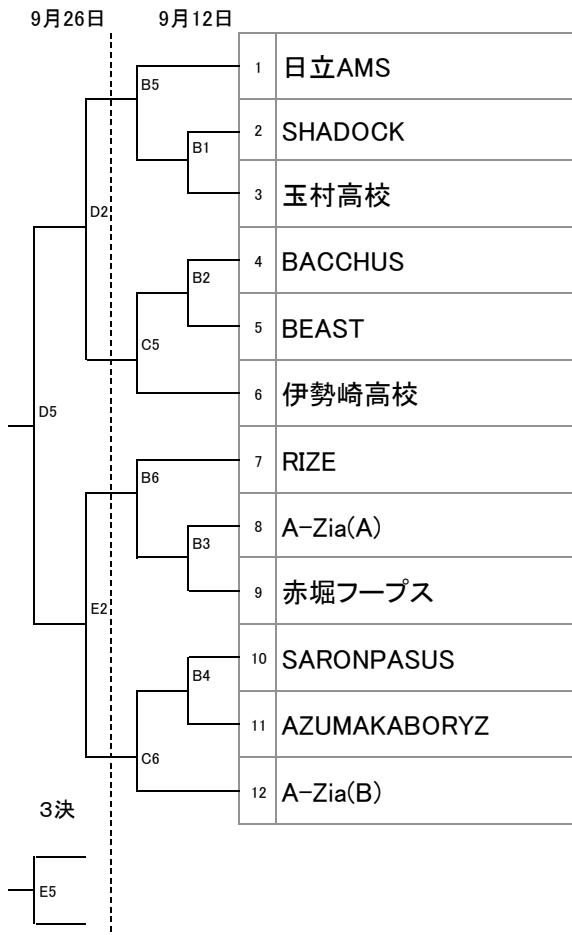 9月26日 9月12日
B5 1 日立AMS
B1 2 SHADOCK
3 玉村高校
D2
B2 4 BACCHUS
5 BEAST
C5
6 伊勢崎高校
D5
B6 7 RIZE
B3 8 A-Zia(A)
9 赤堀フープス
E2
B4 10 SARONPASUS
11 AZUMAKABORYZ
C6
12 A-Zia(B)
3決
E5